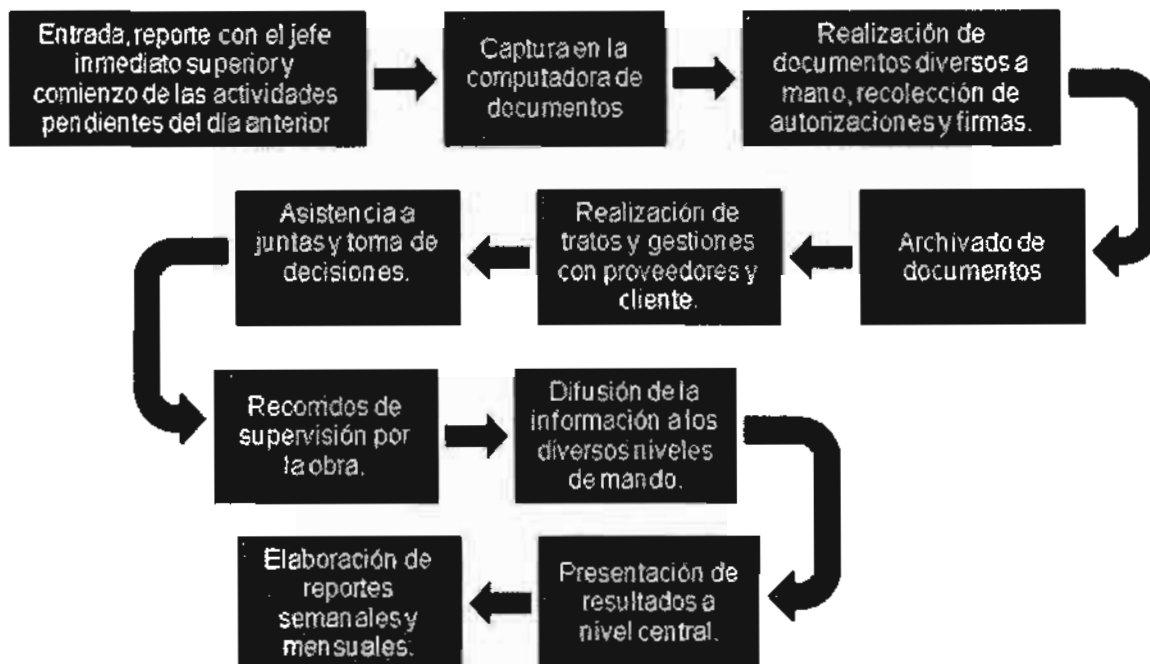 Entrada, reporte con el jefe
inmediato superior y
comienzo de las actividades
pendientes del día anterior
Captura en la
computadora de
documentos
Realización de
documentos diversos a
mano, recolección de
autorizaciones y firmas.
Archivado de
documentos
Realización de
tratos y gestiones
con proveedores y
cliente.
Asistencia a
juntas y toma de
decisiones.
Recorridos de
supervisión por
la obra.
Difusión de la
información a los
diversos niveles
de mando.
Presentación de
resultados a
nivel central.
Elaboración de
reportes
semanales y
mensuales.